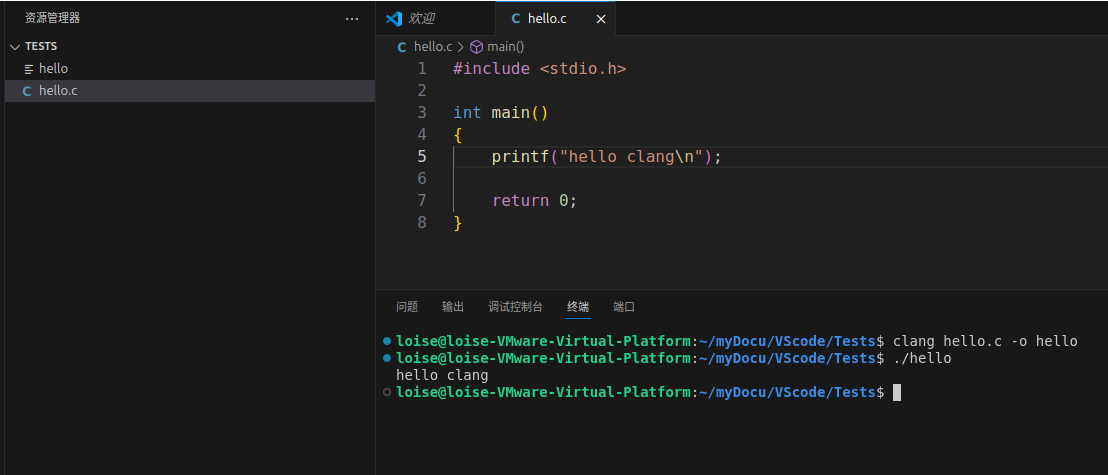 资源管理器 ···
TESTS
hello
hello.c
欢迎
hello.c
hello.c > main()
1 #include <stdio.h>
2
3 int main()
4 {
5     printf("hello clang\n");
6
7     return 0;
8 }
问题 输出 调试控制台 终端 端口
loise@loise-VMware-Virtual-Platform:~/myDocu/VScode/Tests$ clang hello.c -o hello
loise@loise-VMware-Virtual-Platform:~/myDocu/VScode/Tests$ ./hello
hello clang
loise@loise-VMware-Virtual-Platform:~/myDocu/VScode/Tests$